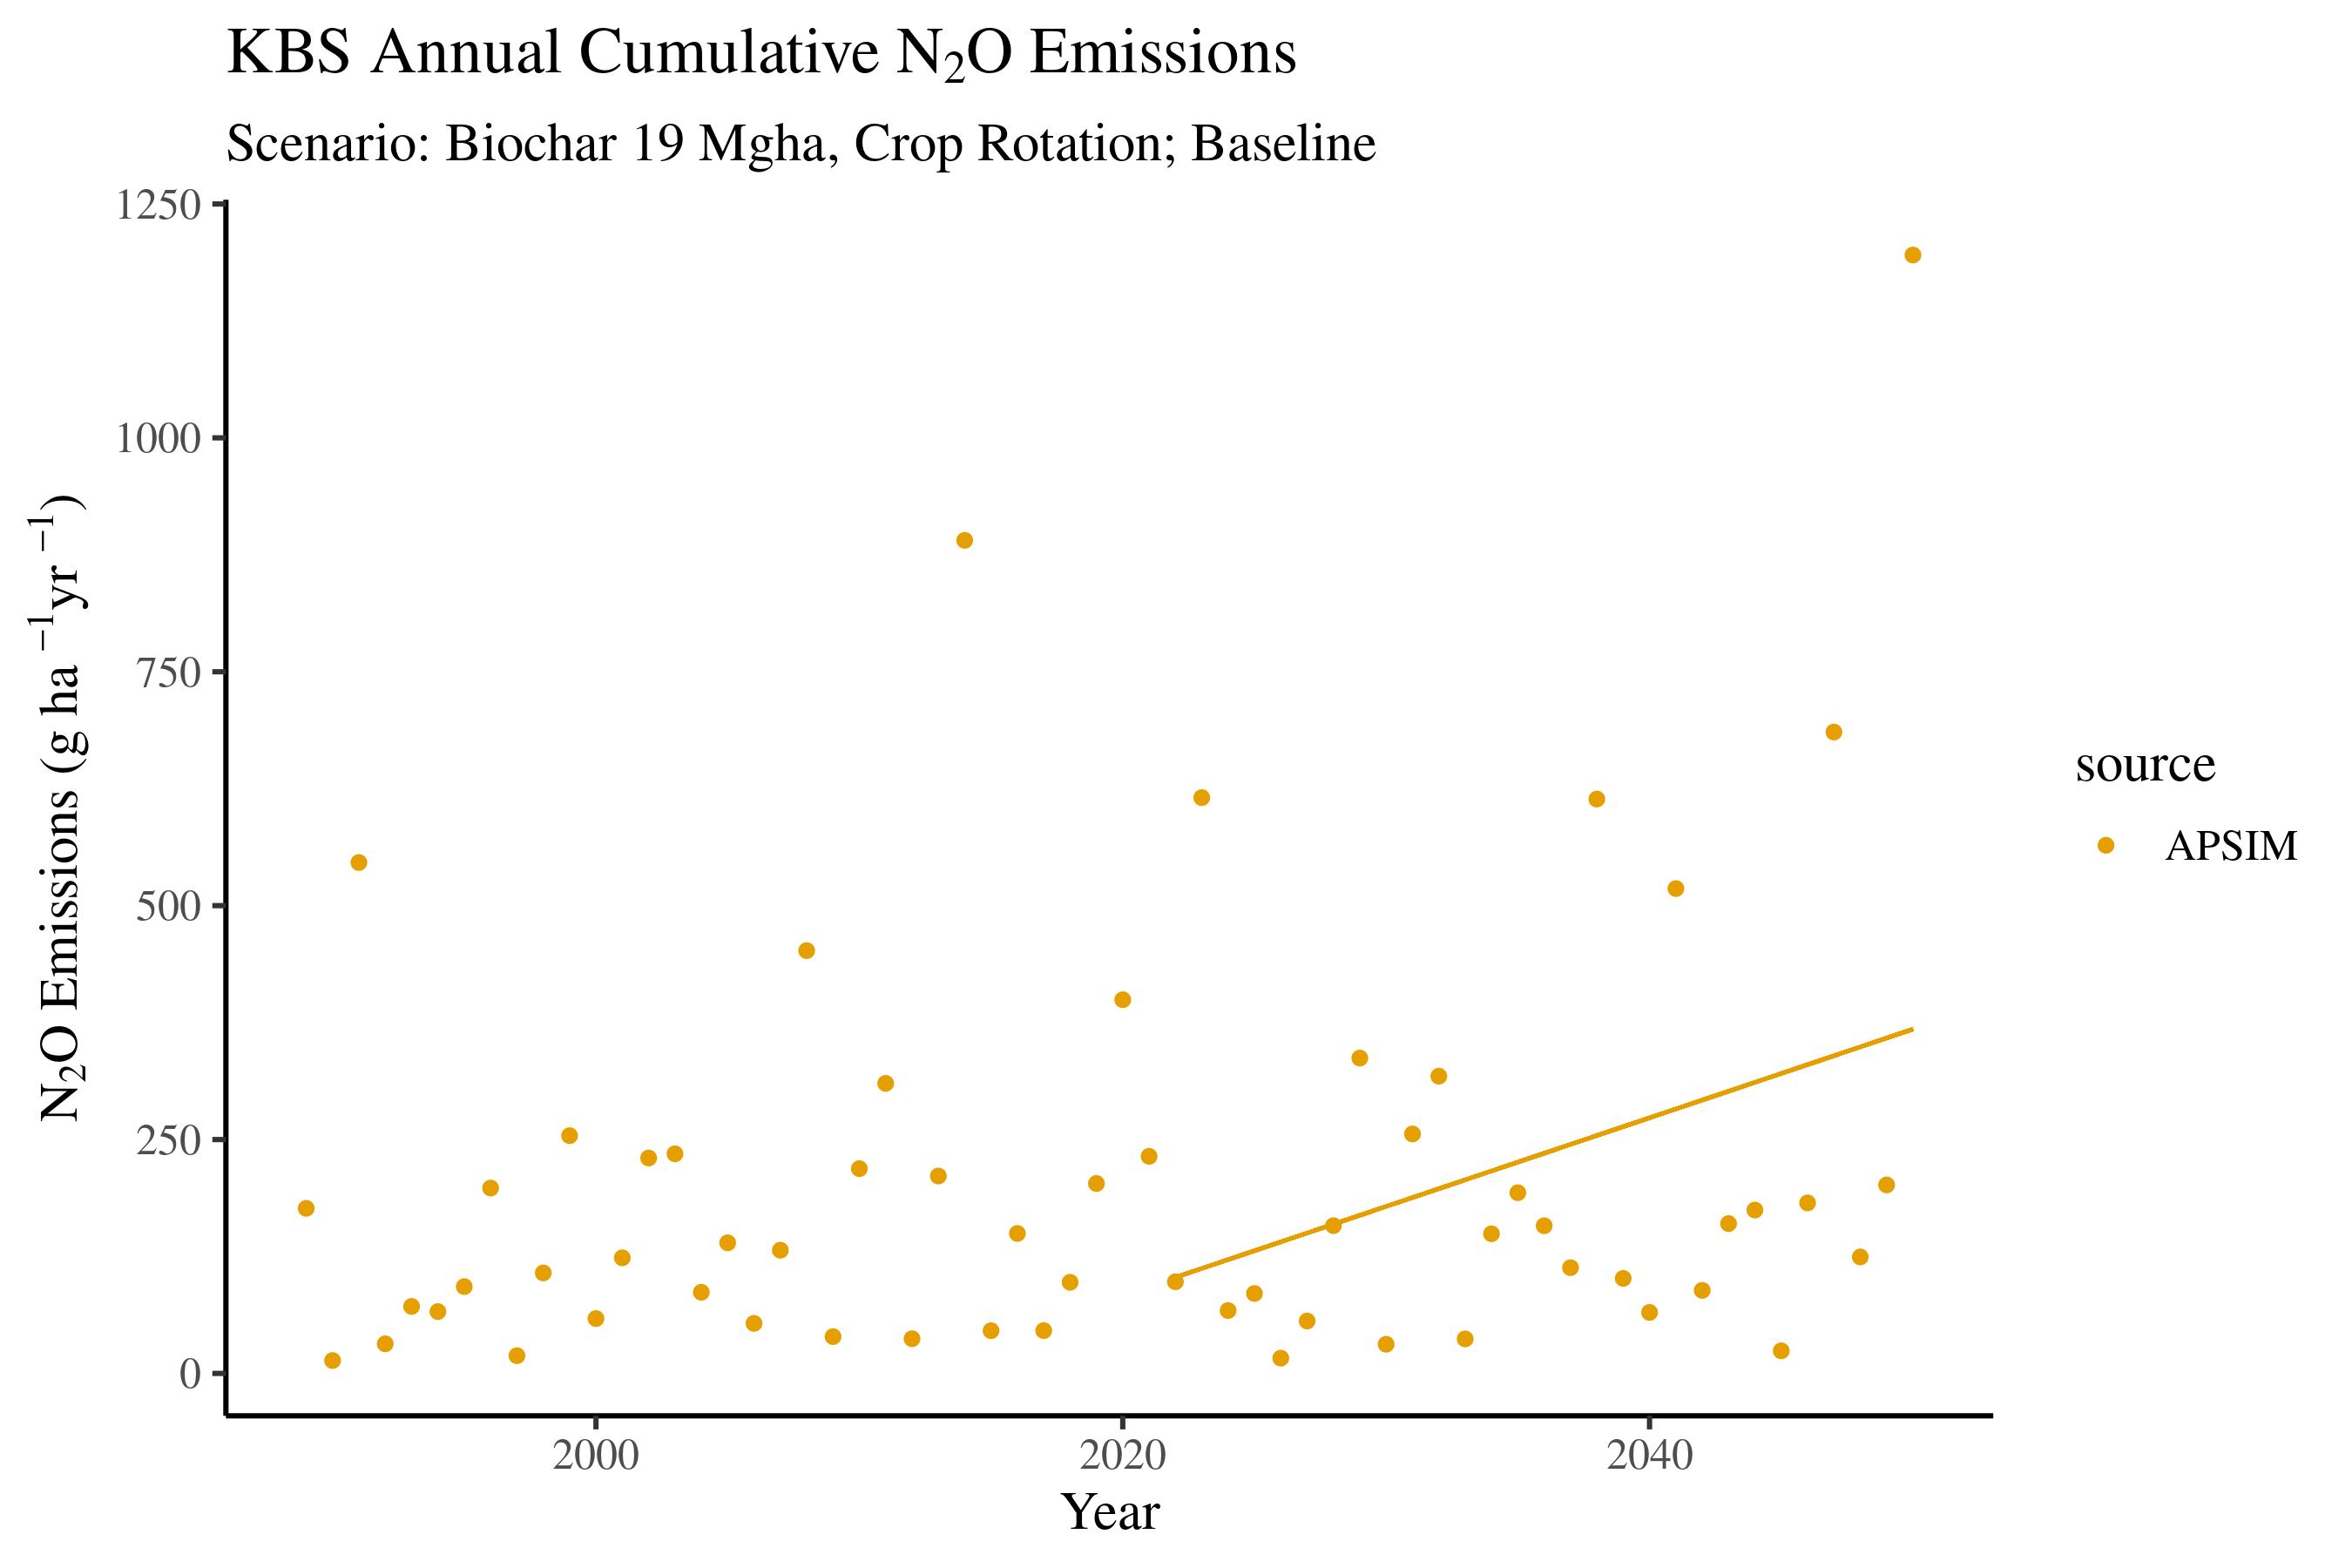 KBS Annual Cumulative N₂O Emissions
Scenario: Biochar 19 Mgha, Crop Rotation; Baseline
N₂O Emissions (g ha⁻¹yr⁻¹)
1250
1000
750
500
250
0
2000
2020
2040
Year
source
APSIM